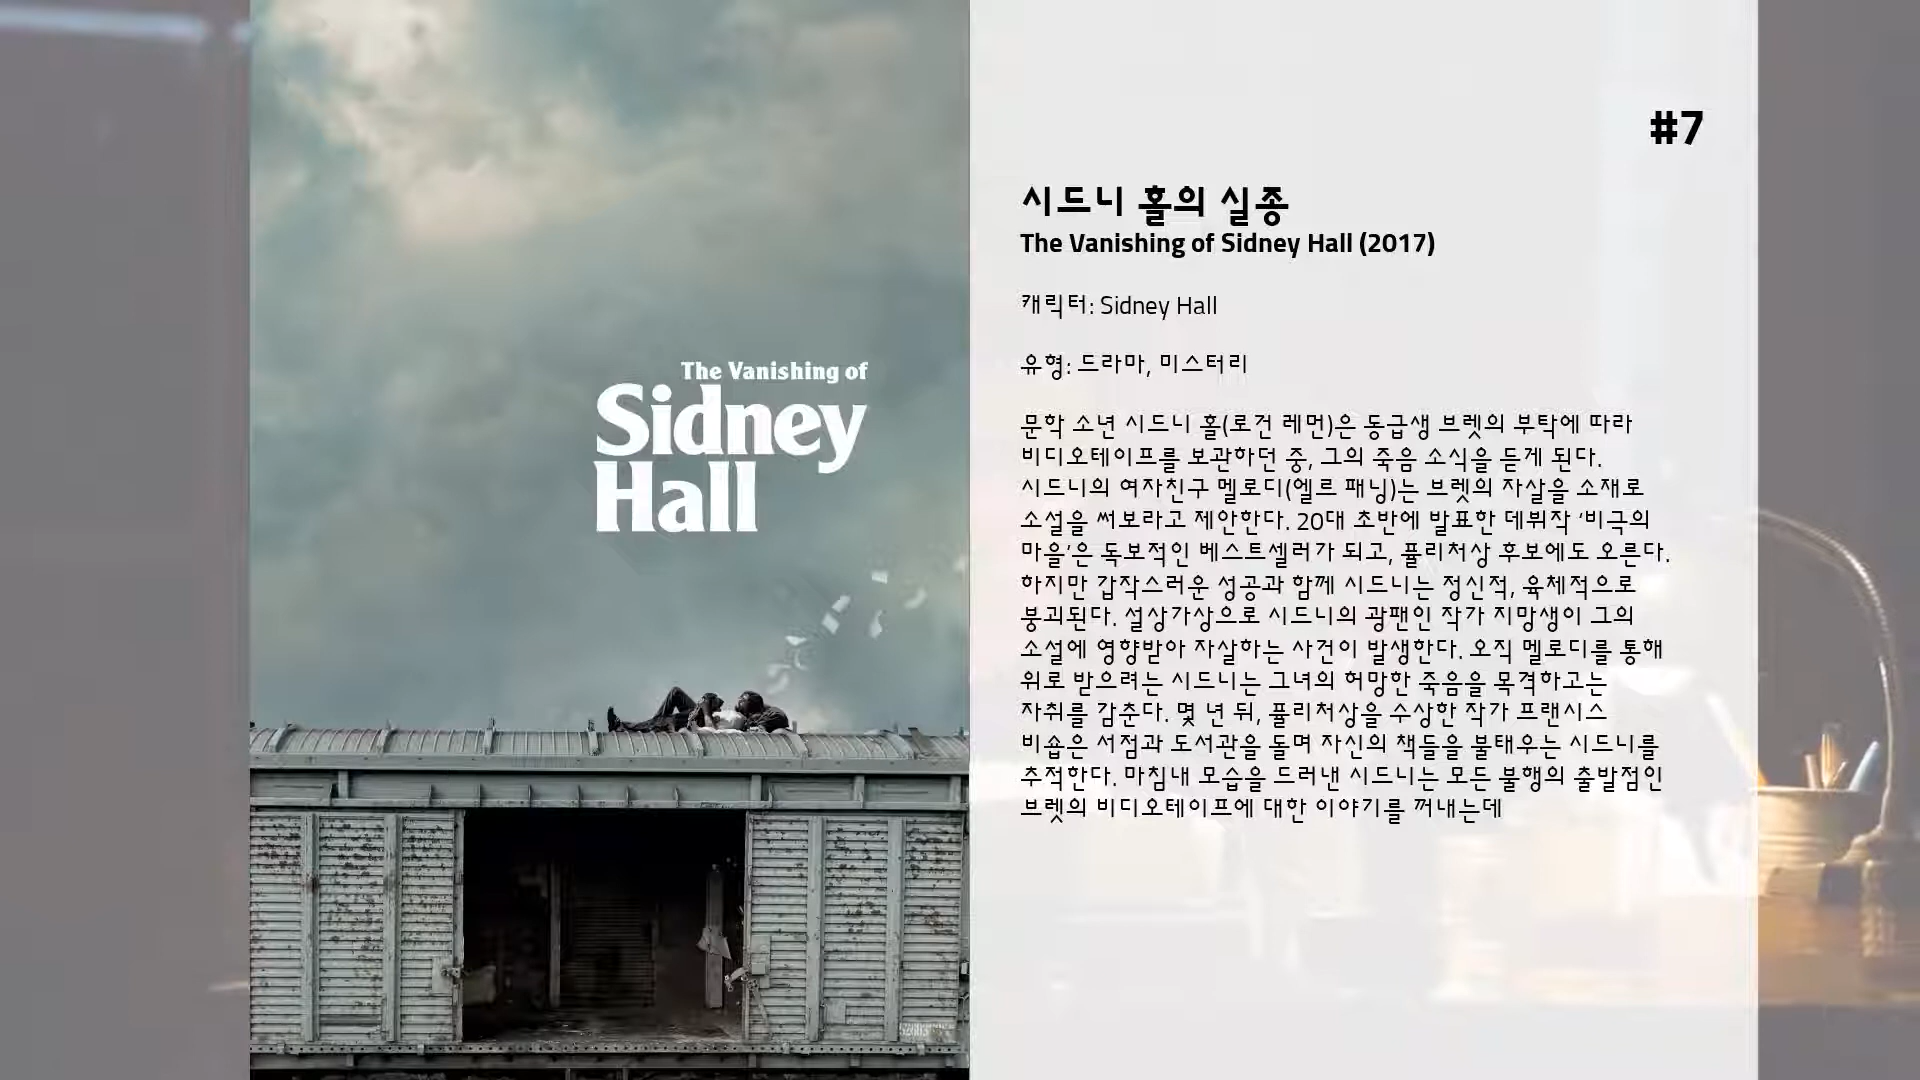 The Vanishing of
Sidney
Hall
#7
시드니 홀의 실종
The Vanishing of Sidney Hall (2017)
캐릭터: Sidney Hall
유형: 드라마, 미스터리
문학 소년 시드니 홀(로건 레먼)은 동급생 브렛의 부탁에 따라
비디오테이프를 보관하던 중, 그의 죽음 소식을 듣게 된다.
시드니의 여자친구 멜로디(엘르 패닝)는 브렛의 자살을 소재로
소설을 써보라고 제안한다. 20대 초반에 발표한 데뷔작 ‘비극의
마을’은 독보적인 베스트셀러가 되고, 퓰리처상 후보에도 오른다.
하지만 갑작스러운 성공과 함께 시드니는 정신적, 육체적으로
붕괴된다. 설상가상으로 시드니의 광팬인 작가 지망생이 그의
소설에 영향받아 자살하는 사건이 발생한다. 오직 멜로디를 통해
위로 받으려는 시드니는 그녀의 허망한 죽음을 목격하고는
자취를 감춘다. 몇 년 뒤, 퓰리처상을 수상한 작가 프랜시스
비숍은 서점과 도서관을 돌며 자신의 책들을 불태우는 시드니를
추적한다. 마침내 모습을 드러낸 시드니는 모든 불행의 출발점인
브렛의 비디오테이프에 대한 이야기를 꺼내는데